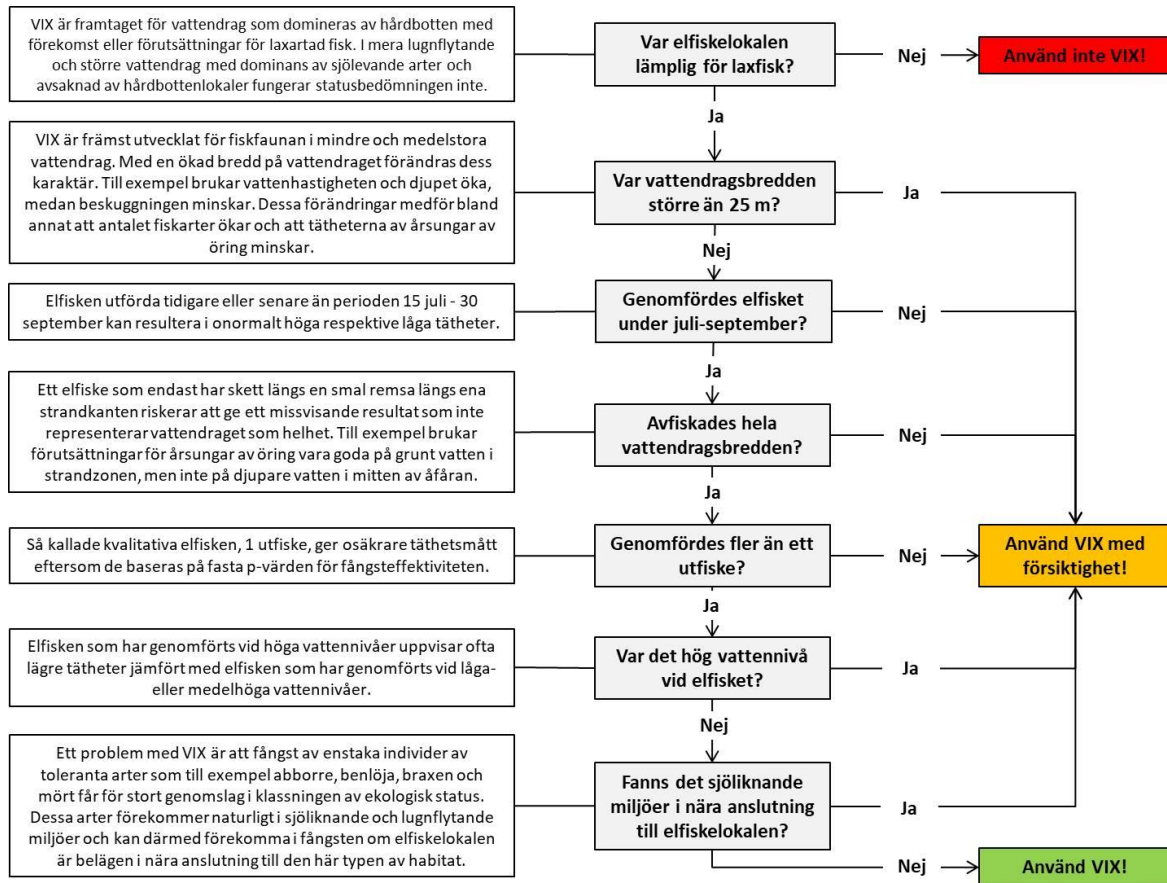 VIX är framtaget för vattendrag som domineras av hårdbotten med
förekomst eller förutsättningar för laxartad fisk. I mera lugnflytande
och större vattendrag med dominans av sjölevande arter och
avsaknad av hårdbottenlokaler fungerar statusbedömningen inte.
Var elfiskelokalen
lämplig för laxfisk?
Nej
Använd inte VIX!
Ja
VIX är främst utvecklat för fiskfaunan i mindre och medelstora
vattendrag. Med en ökad bredd på vattendraget förändras dess
karaktär. Till exempel brukar vattenhastigheten och djupet öka,
medan beskuggningen minskar. Dessa förändringar medför bland
annat att antalet fiskarter ökar och att tätheterna av årsungar av
öring minskar.
Var vattendragsbredden
större än 25 m?
Ja
Nej
Elfisken utförda tidigare eller senare än perioden 15 juli - 30
september kan resultera i onormalt höga respektive låga tätheter.
Genomfördes elfisket
under juli-september?
Nej
Ja
Ett elfiske som endast har skett längs en smal remsa längs ena
strandkanten riskerar att ge ett missvisande resultat som inte
representerar vattendraget som helhet. Till exempel brukar
förutsättningar för årsungar av öring vara goda på grunt vatten i
strandzonen, men inte på djupare vatten i mitten av åfåran.
Avfiskades hela
vattendragsbredden?
Nej
Ja
Så kallade kvalitativa elfisken, 1 utfiske, ger osäkrare täthetsmått
eftersom de baseras på fasta p-värden för fångsteffektiviteten.
Genomfördes fler än ett
utfiske?
Nej
Använd VIX med
försiktighet!
Ja
Elfisken som har genomförts vid höga vattennivåer uppvisar ofta
lägre tätheter jämfört med elfisken som har genomförts vid låga-
eller medelhöga vattennivåer.
Var det hög vattennivå
vid elfisket?
Ja
Nej
Ett problem med VIX är att fångst av enstaka individer av
toleranta arter som till exempel abborre, benlöja, braxen och
mört får för stort genomslag i klassningen av ekologisk status.
Dessa arter förekommer naturligt i sjöliknande och lugnflytande
miljöer och kan därmed förekomma i fångsten om elfiskelokalen
är belägen i nära anslutning till den här typen av habitat.
Fanns det sjöliknande
miljöer i nära anslutning
till elfiskelokalen?
Ja
Nej
Använd VIX!